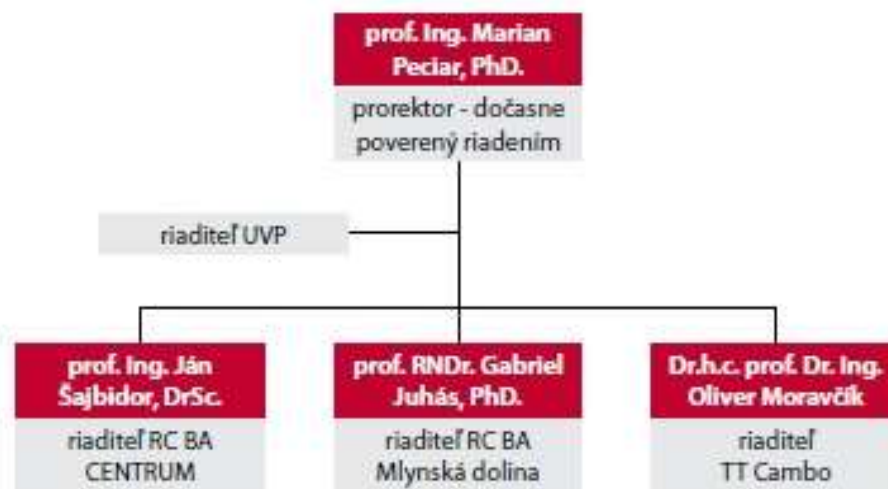 prof. Ing. Marian
Peciar, PhD.
prorektor - dočasne
poverený riadením
riaditeľ UVP
prof. Ing. Ján
Šajbidor, DrSc.
riaditeľ RC BA
CENTRUM
prof. RNDr. Gabriel
Juhás, PhD.
riaditeľ RC BA
Mlynská dolina
Dr.h.c. prof. Dr. Ing.
Oliver Moravčík
riaditeľ
TT Cambo